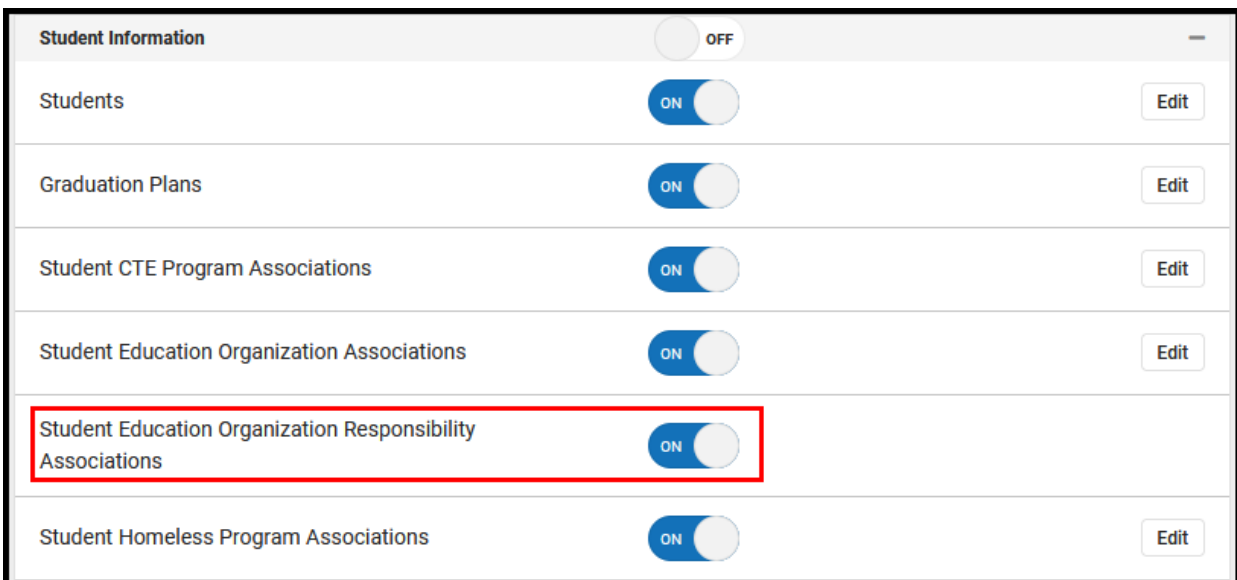 Student Information OFF
Students ON Edit
Graduation Plans ON Edit
Student CTE Program Associations ON Edit
Student Education Organization Associations ON Edit
Student Education Organization Responsibility
Associations ON
Student Homeless Program Associations ON Edit